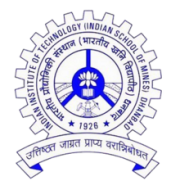 INDIAN INSTITUTE OF TECHNOLOGY (INDIAN SCHOOL OF MINES) DHANBAD
भारतीय प्रौद्योगिकी संस्थान (भारतीय खनि विद्यापीठ) धनबाद
* 1926 *
उत्तिष्ठत जाग्रत प्राप्य वरान्निबोधत